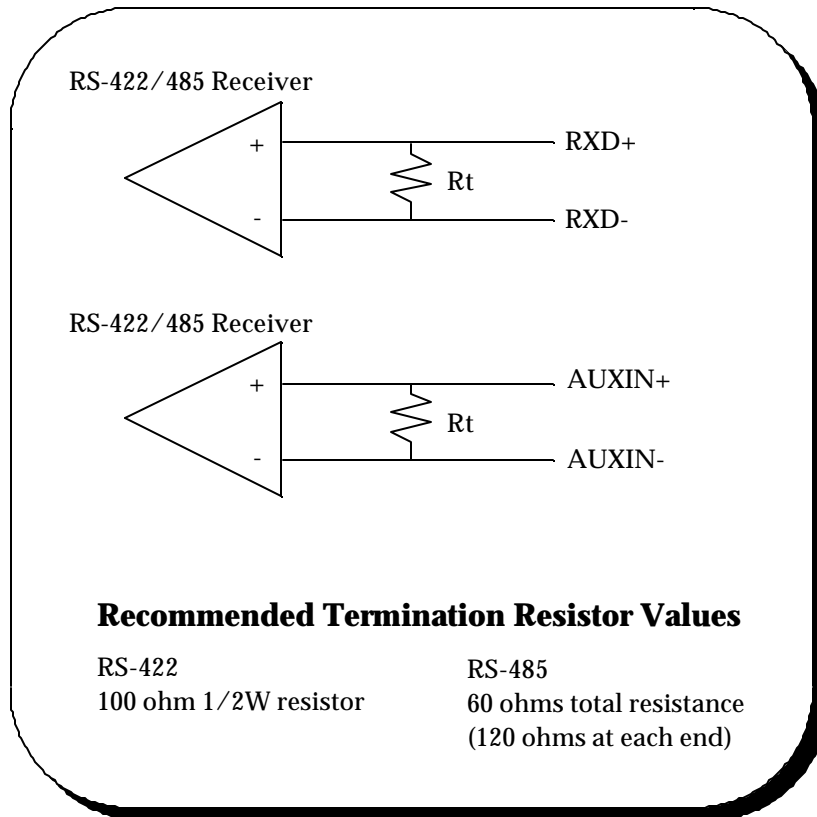 RS-422/485 Receiver
+
RXD+
Rt
-
RXD-
RS-422/485 Receiver
+
AUXIN+
Rt
-
AUXIN-
Recommended Termination Resistor Values
RS-422
100 ohm 1/2W resistor
RS-485
60 ohms total resistance
(120 ohms at each end)